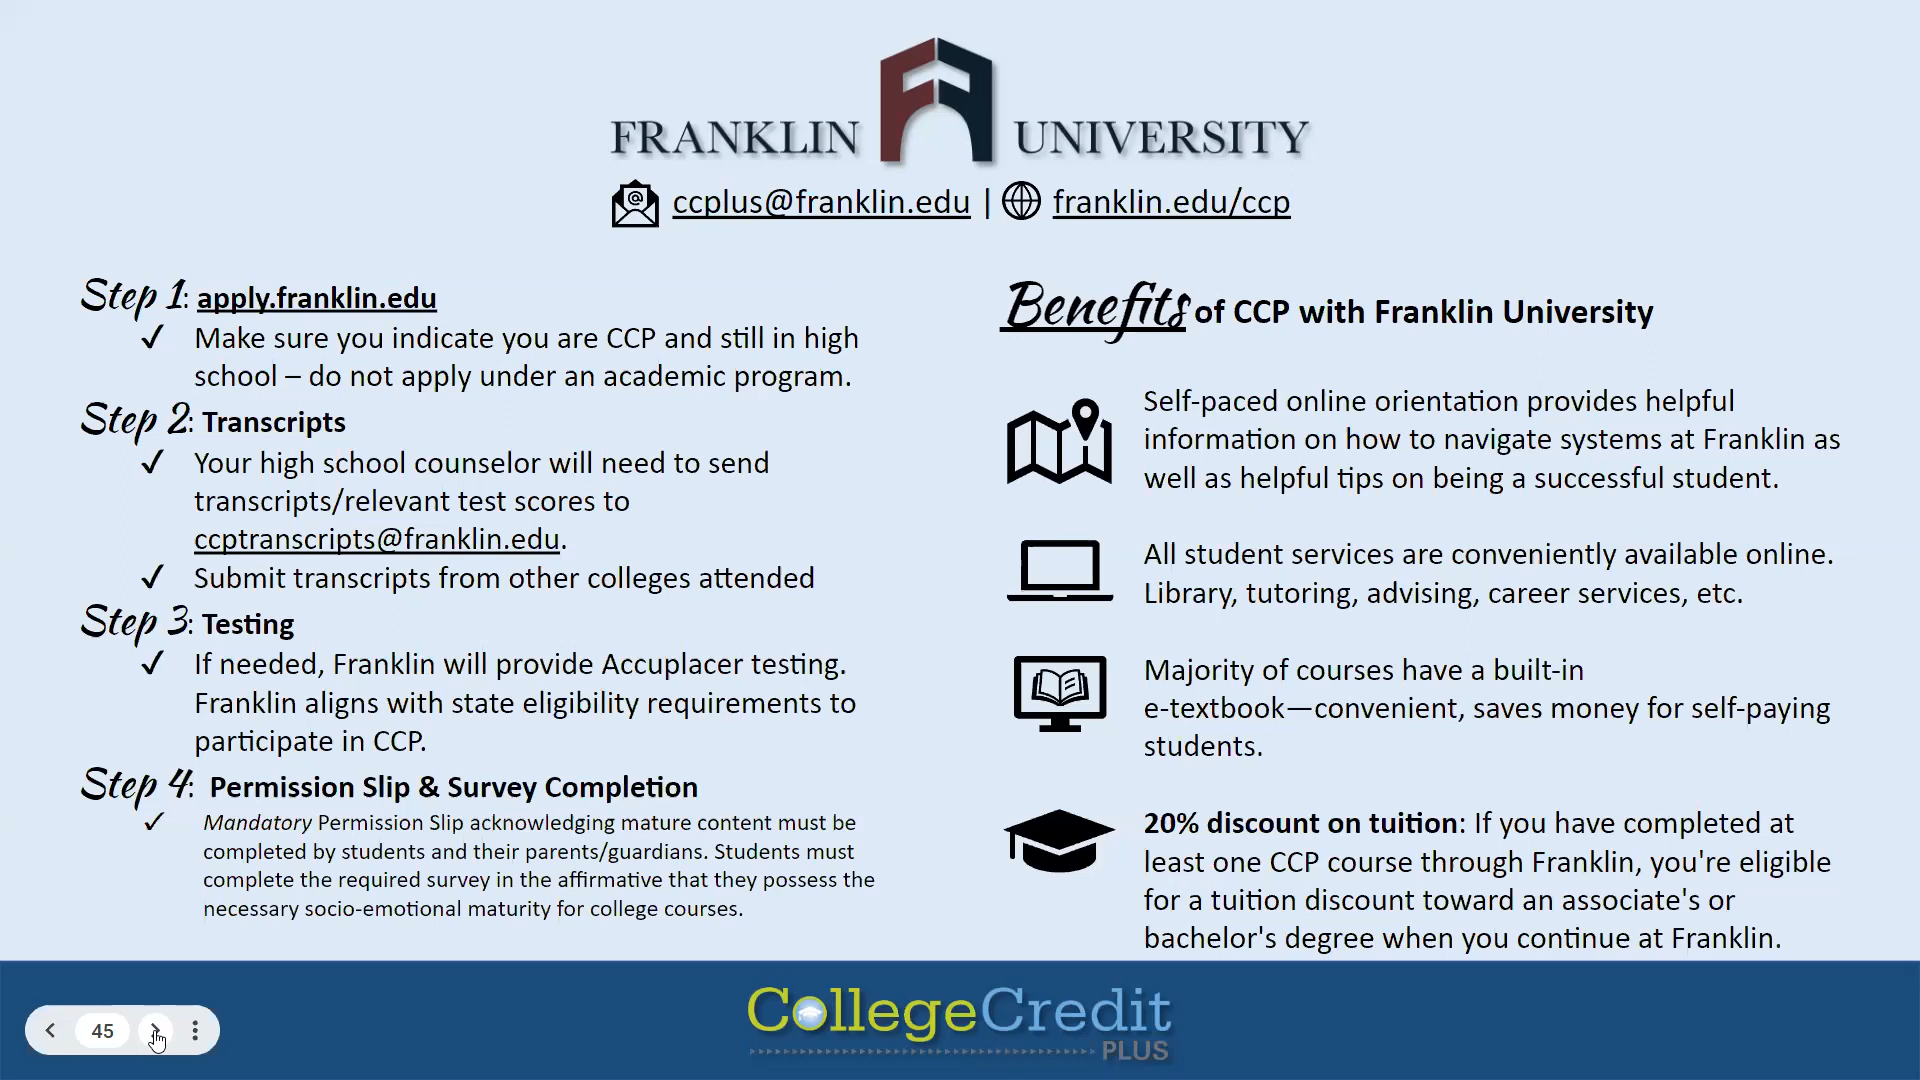 FRANKLIN UNIVERSITY
ccplus@franklin.edu | franklin.edu/ccp
Step 1: apply.franklin.edu
✓ Make sure you indicate you are CCP and still in high
school – do not apply under an academic program.
Step 2: Transcripts
✓ Your high school counselor will need to send
transcripts/relevant test scores to
ccptranscripts@franklin.edu.
✓ Submit transcripts from other colleges attended
Step 3: Testing
✓ If needed, Franklin will provide Accuplacer testing.
Franklin aligns with state eligibility requirements to
participate in CCP.
Step 4: Permission Slip & Survey Completion
✓ Mandatory Permission Slip acknowledging mature content must be
completed by students and their parents/guardians. Students must
complete the required survey in the affirmative that they possess the
necessary socio-emotional maturity for college courses.
Benefits of CCP with Franklin University
Self-paced online orientation provides helpful
information on how to navigate systems at Franklin as
well as helpful tips on being a successful student.
All student services are conveniently available online.
Library, tutoring, advising, career services, etc.
Majority of courses have a built-in
e-textbook—convenient, saves money for self-paying
students.
20% discount on tuition: If you have completed at
least one CCP course through Franklin, you're eligible
for a tuition discount toward an associate's or
bachelor's degree when you continue at Franklin.
CollegeCredit
PLUS
45